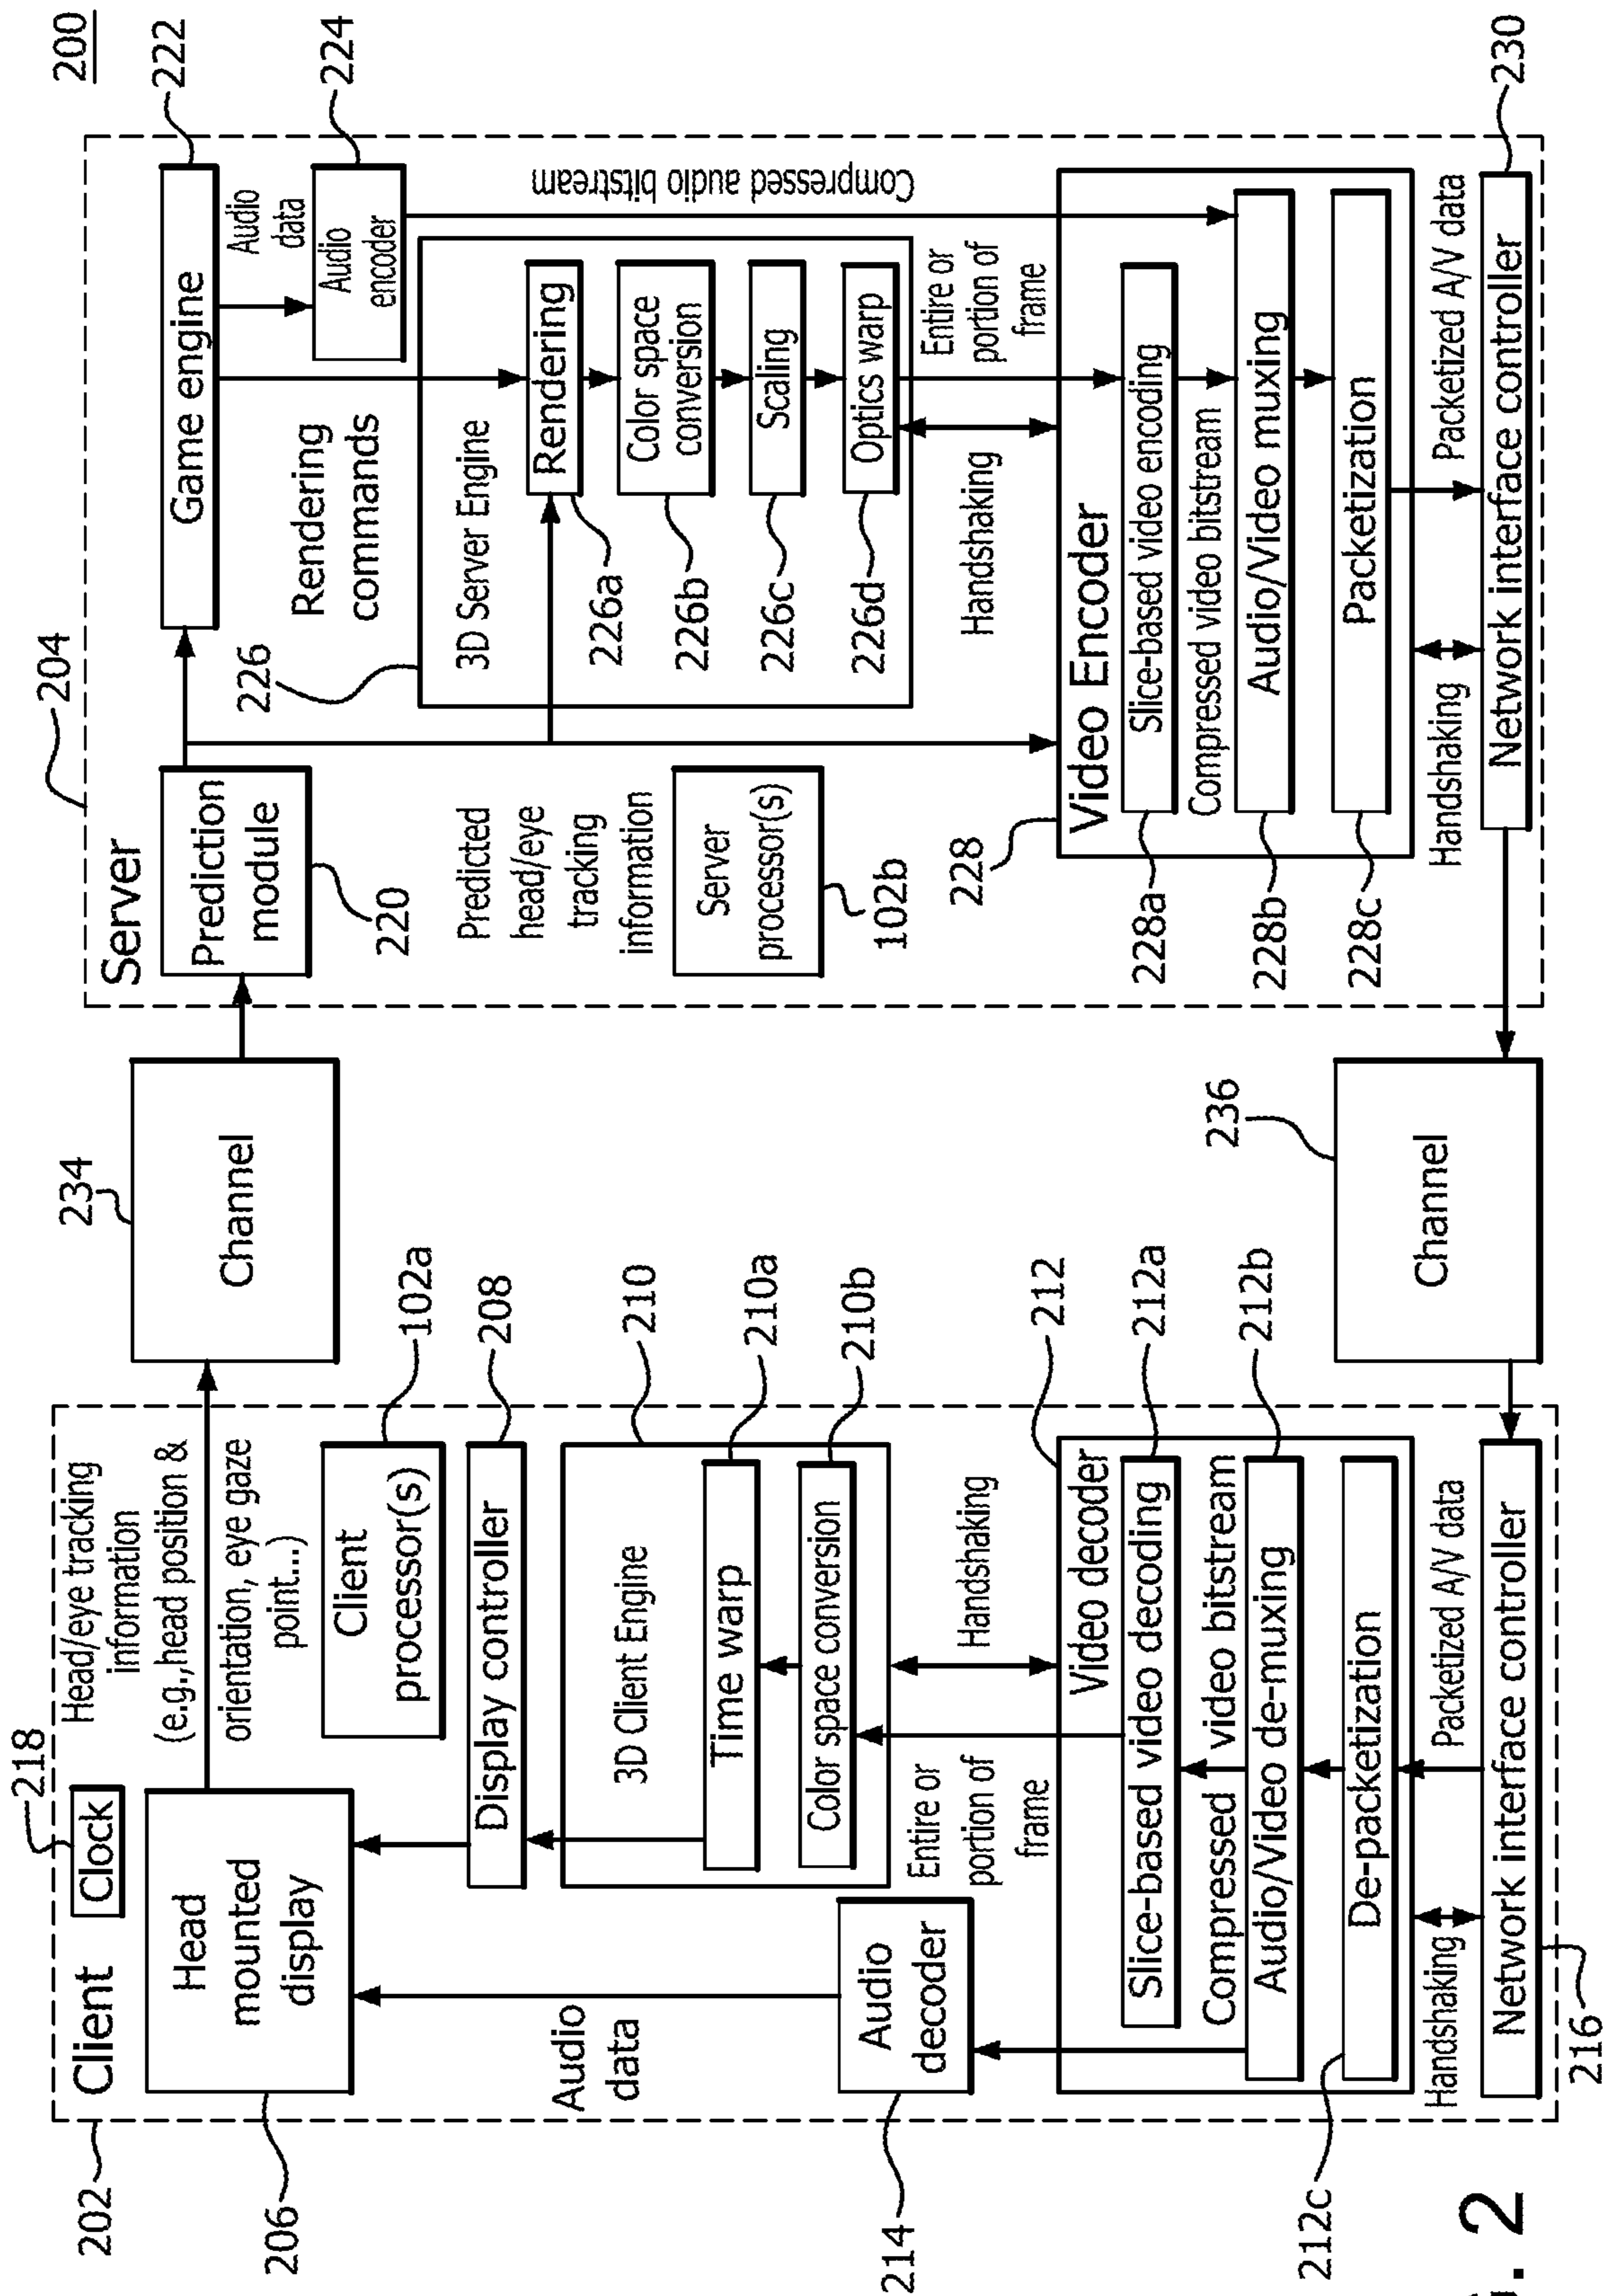 200
202
Client
218
Clock
Head
mounted
display
206
Head/eye tracking
information
(e.g.,head position &
orientation, eye gaze
point...)
Client
processor(s)
102a
Display controller
208
Audio
data
3D Client Engine
210
Time warp
210a
Color space conversion
210b
Audio
decoder
214
Entire or
portion of
frame
Handshaking
Video decoder
212
Slice-based video decoding
212a
Compressed video bitstream
Audio/Video de-muxing
212b
De-packetization
212c
Handshaking
Packetized A/V data
Network interface controller
216
234
Channel
236
Channel
204
Server
Prediction
module
220
Game engine
222
Audio
data
Audio
encoder
224
Rendering
commands
Predicted
head/eye
tracking
information
Server
processor(s)
102b
226
3D Server Engine
Rendering
226a
Color space
conversion
226b
Scaling
226c
Optics warp
226d
Compressed audio bitstream
Handshaking
Entire or
portion of
frame
228
Video Encoder
Slice-based video encoding
228a
Compressed video bitstream
Audio/Video muxing
228b
Packetization
228c
Handshaking
Packetized A/V data
Network interface controller
230
. 2